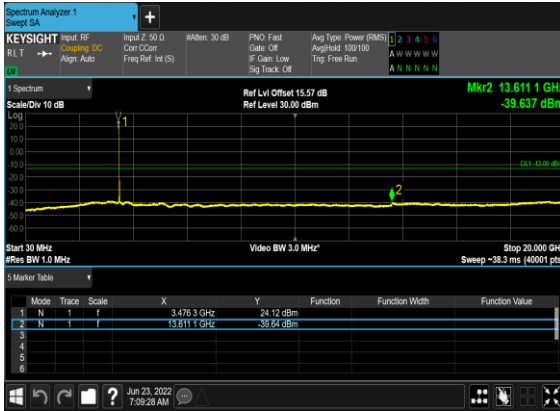 Spectrum Analyzer 1
Swept SA
+
KEYSIGHT Input: RF Input Z: 50 Ω #Atten: 30 dB PNO: Fast Avg Type: Power (RMS) 1 2 3 4 5 6
RLT Coupling: DC Corr CCorr Gate: Off Avg|Hold: 100/100 A W W W W W
Align: Auto Freq Ref: Int (S) IF Gain: Low Trig: Free Run
Sig Track: Off A N N N N N
1 Spectrum Ref Lvl Offset 15.57 dB Mkr2 13.611 1 GHz
Scale/Div 10 dB Ref Level 30.00 dBm -39.637 dBm
Log
20.0
10.0
0.00
-10.0
-20.0
-30.0
-40.0
-50.0
-60.0
1
DL1 -13.00 dBm
2
Start 30 MHz Video BW 3.0 MHz* Stop 20.000 GHz
#Res BW 1.0 MHz Sweep ~38.3 ms (40001 pts)
5 Marker Table
Mode Trace Scale X Y Function Function Width Function Value
1 N 1 f 3.476 3 GHz 24.12 dBm
2 N 1 f 13.611 1 GHz -39.64 dBm
3
4
5
6
? Jun 23, 2022
7:09:28 AM